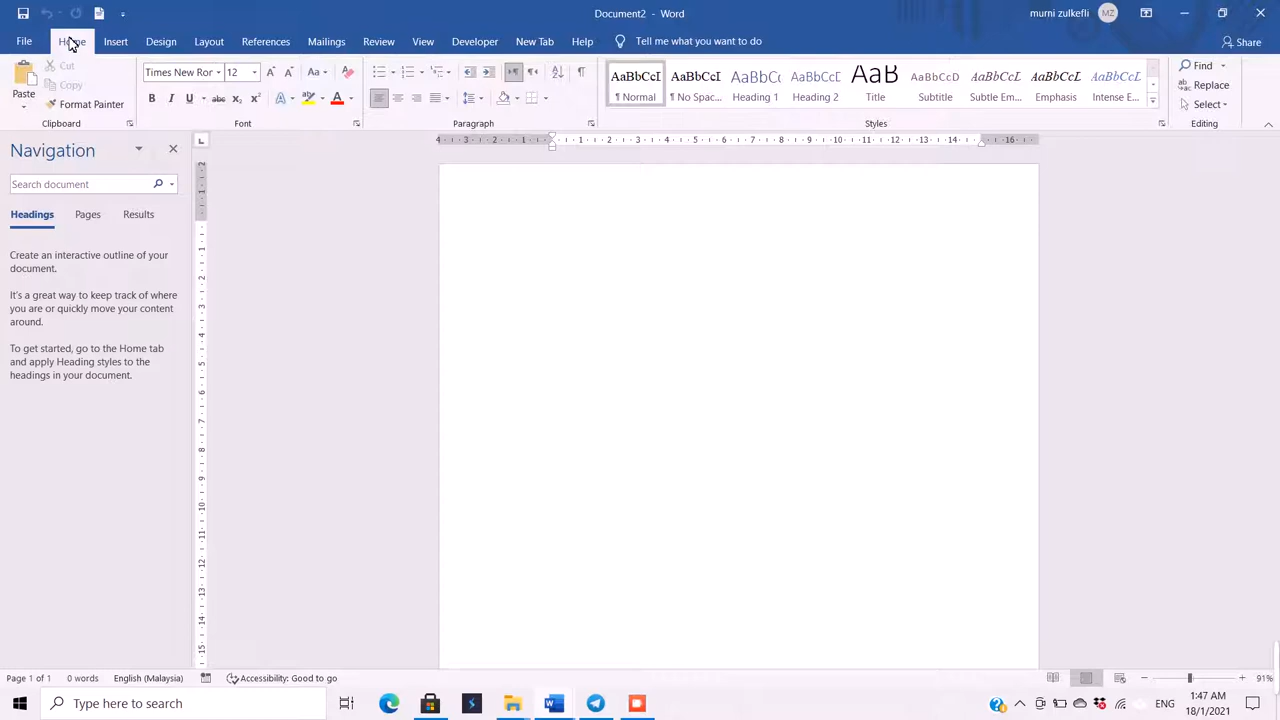 Document2 - Word
murni zulkefli
MZ
File
Home
Insert
Design
Layout
References
Mailings
Review
View
Developer
New Tab
Help
Tell me what you want to do
Share
Paste
Cut
Copy
Format Painter
Clipboard
Times New Ror
12
Font
Paragraph
AaBbCcI
¶ Normal
AaBbCcI
¶ No Spac...
AaBbC(
Heading 1
AaBbCc
Heading 2
AaB
Title
AaBbCcD
Subtitle
AaBbCcL
Subtle Em...
AaBbCcL
Emphasis
AaBbCcL
Intense E...
Styles
Find
Replace
Select
Editing
Navigation
Search document
Headings
Pages
Results
Create an interactive outline of your
document.
It's a great way to keep track of where
you are or quickly move your content
around.
To get started, go to the Home tab
and apply Heading styles to the
headings in your document.
Page 1 of 1
0 words
English (Malaysia)
Accessibility: Good to go
91%
Type here to search
ENG
1:47 AM
18/1/2021